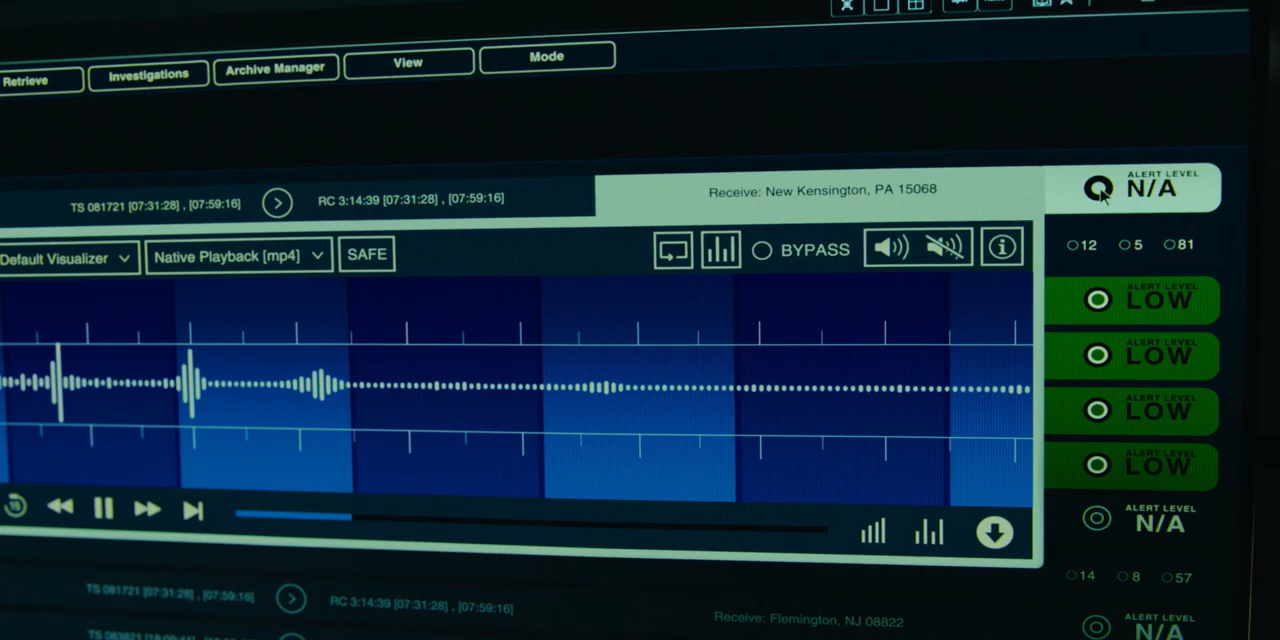 Retrieve
Investigations
Archive Manager
View
Mode
TS 081721 [07:31:28] , [07:59:16]
RC 3:14:39 [07:31:28] , [07:59:16]
Receive: New Kensington, PA 15068
ALERT LEVEL
N/A
12 5 81
Default Visualizer
Native Playback [mp4]
SAFE
BYPASS
ALERT LEVEL
LOW
ALERT LEVEL
LOW
ALERT LEVEL
LOW
ALERT LEVEL
LOW
15
ALERT LEVEL
N/A
14 8 57
TS 081721 [07:31:28] , [07:59:16]
RC 3:14:39 [07:31:28] , [07:59:16]
Receive: Flemington, NJ 08822
ALERT LEVEL
N/A